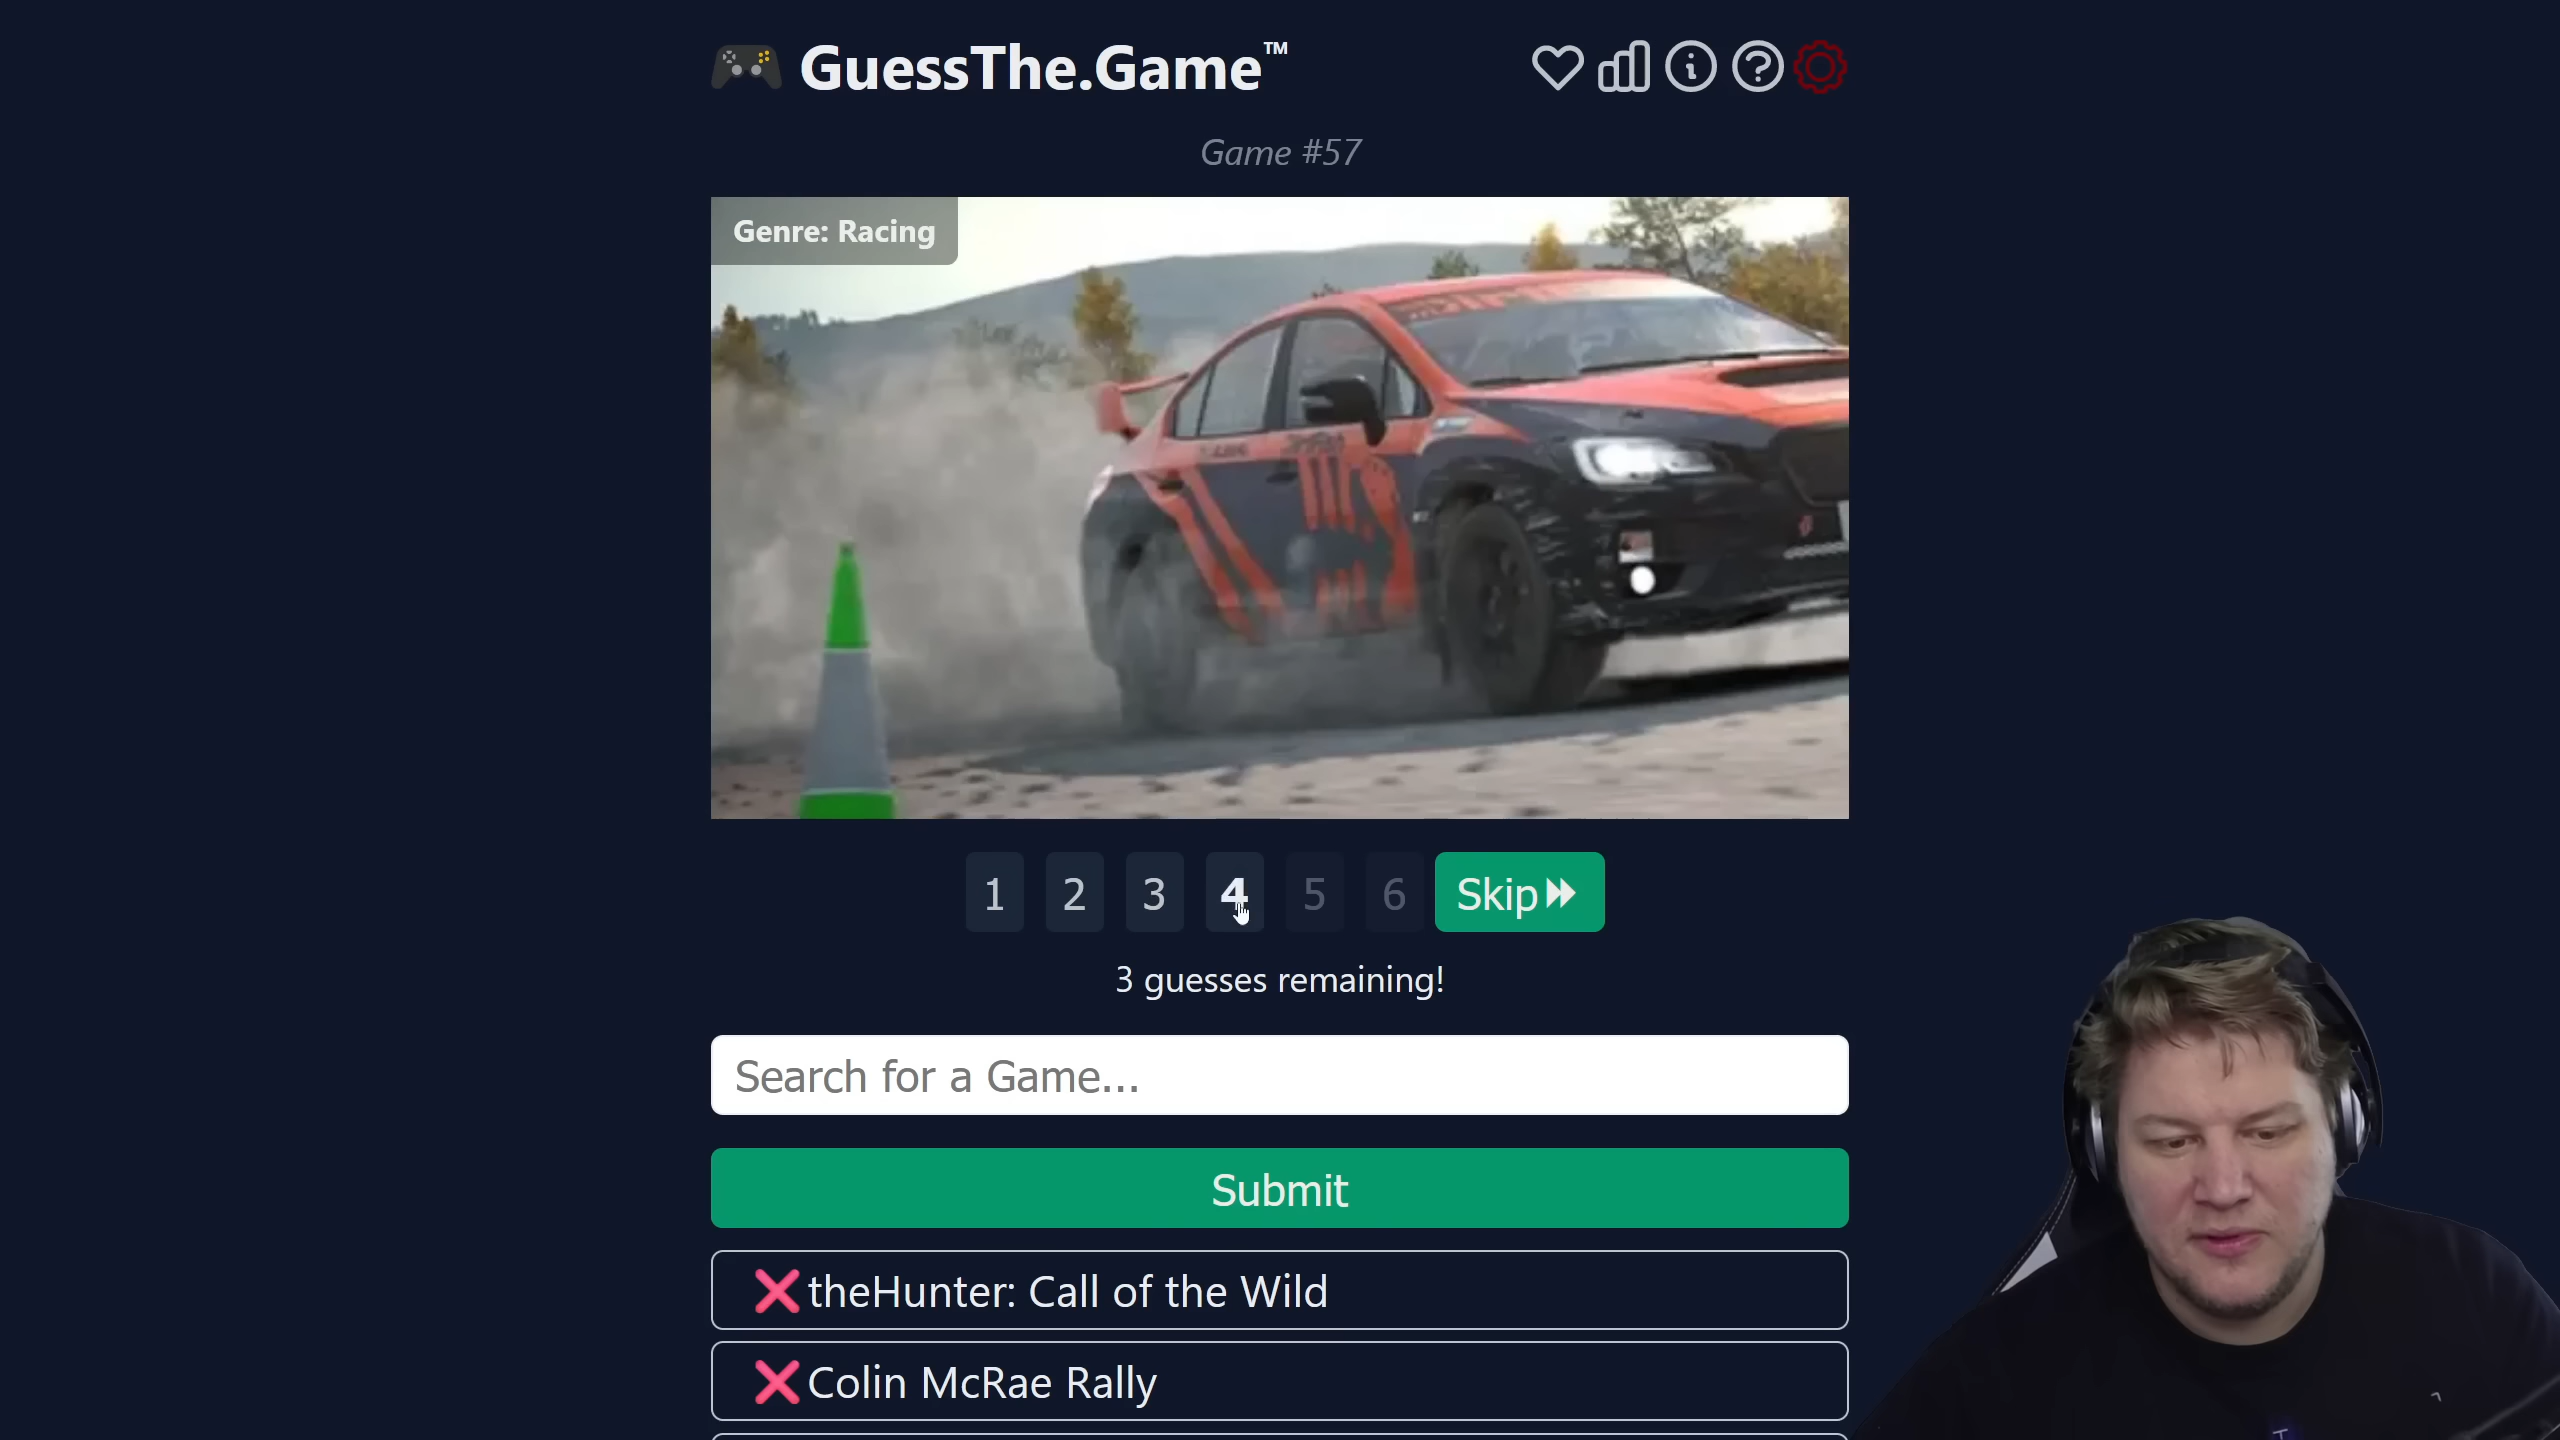 GuessThe.Game™
Game #57
Genre: Racing
1 2 3 4 5 6 Skip
3 guesses remaining!
Search for a Game...
Submit
theHunter: Call of the Wild
Colin McRae Rally